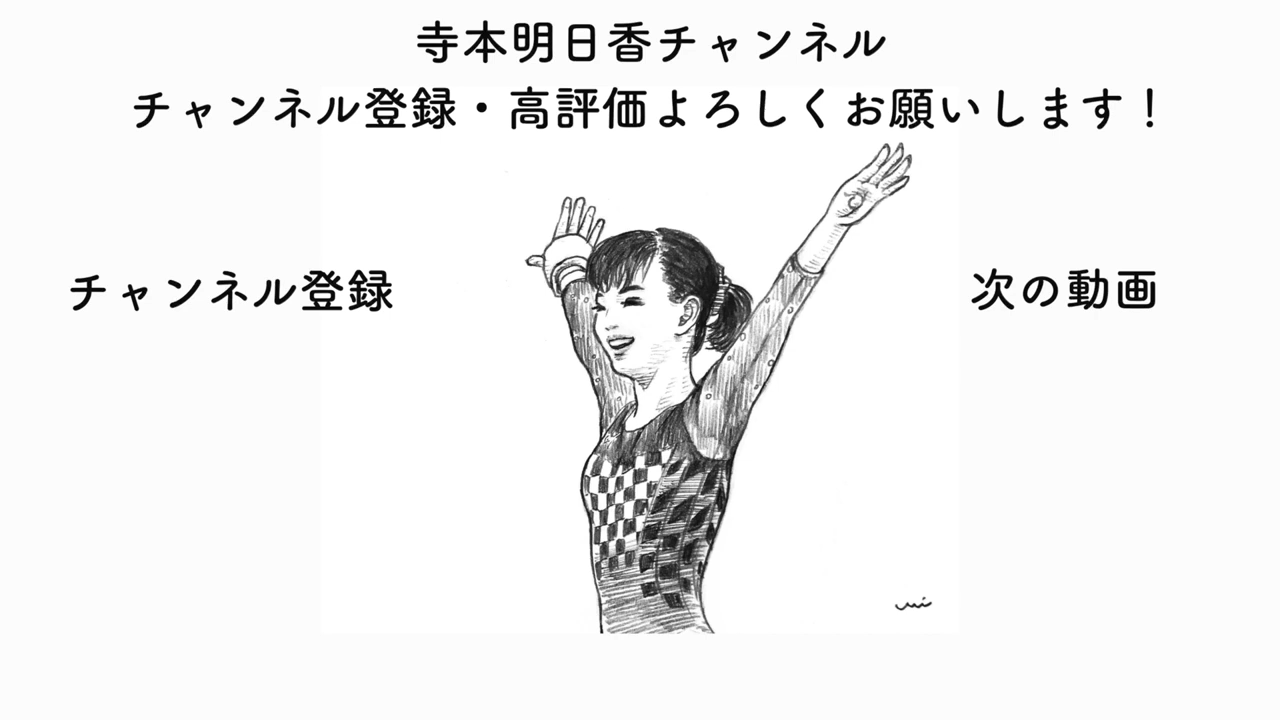 寺本明日香チャンネル
チャンネル登録・高評価よろしくお願いします！
チャンネル登録
次の動画